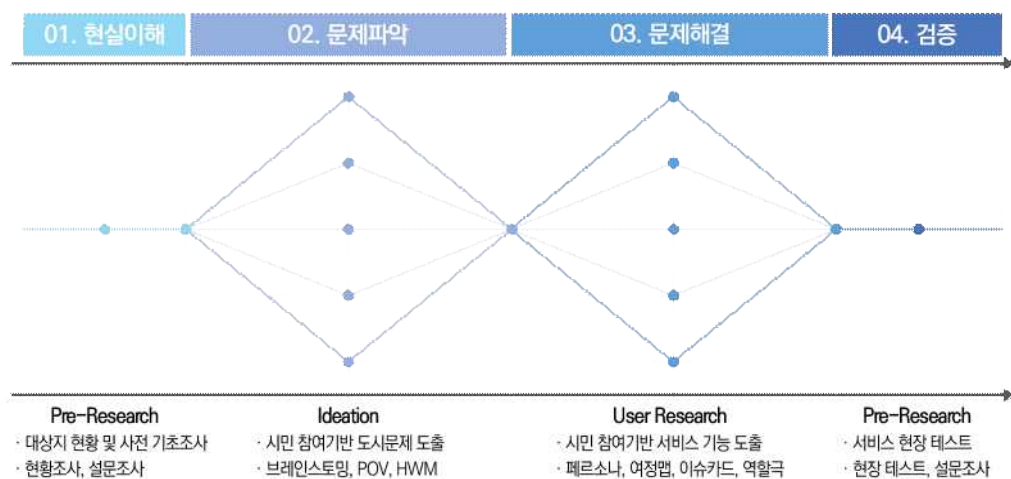 01. 현실이해
02. 문제파악
03. 문제해결
04. 검증
Pre-Research
· 대상지 현황 및 사전 기초조사
· 현황조사, 설문조사
Ideation
· 시민 참여기반 도시문제 도출
· 브레인스토밍, POV, HWM
User Research
· 시민 참여기반 서비스 기능 도출
· 페르소나, 여정맵, 이슈카드, 역할극
Pre-Research
· 서비스 현장 테스트
· 현장 테스트, 설문조사